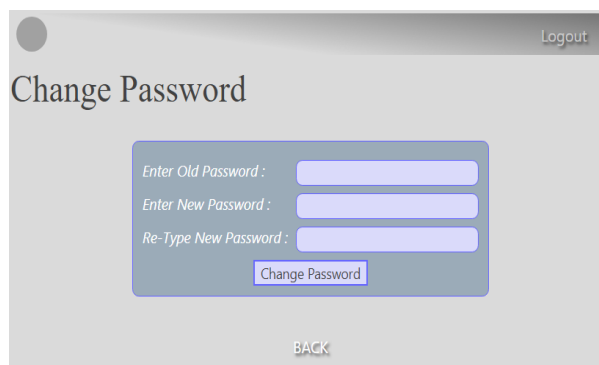 Logout
Change Password
Enter Old Password :
Enter New Password :
Re-Type New Password :
Change Password
BACK